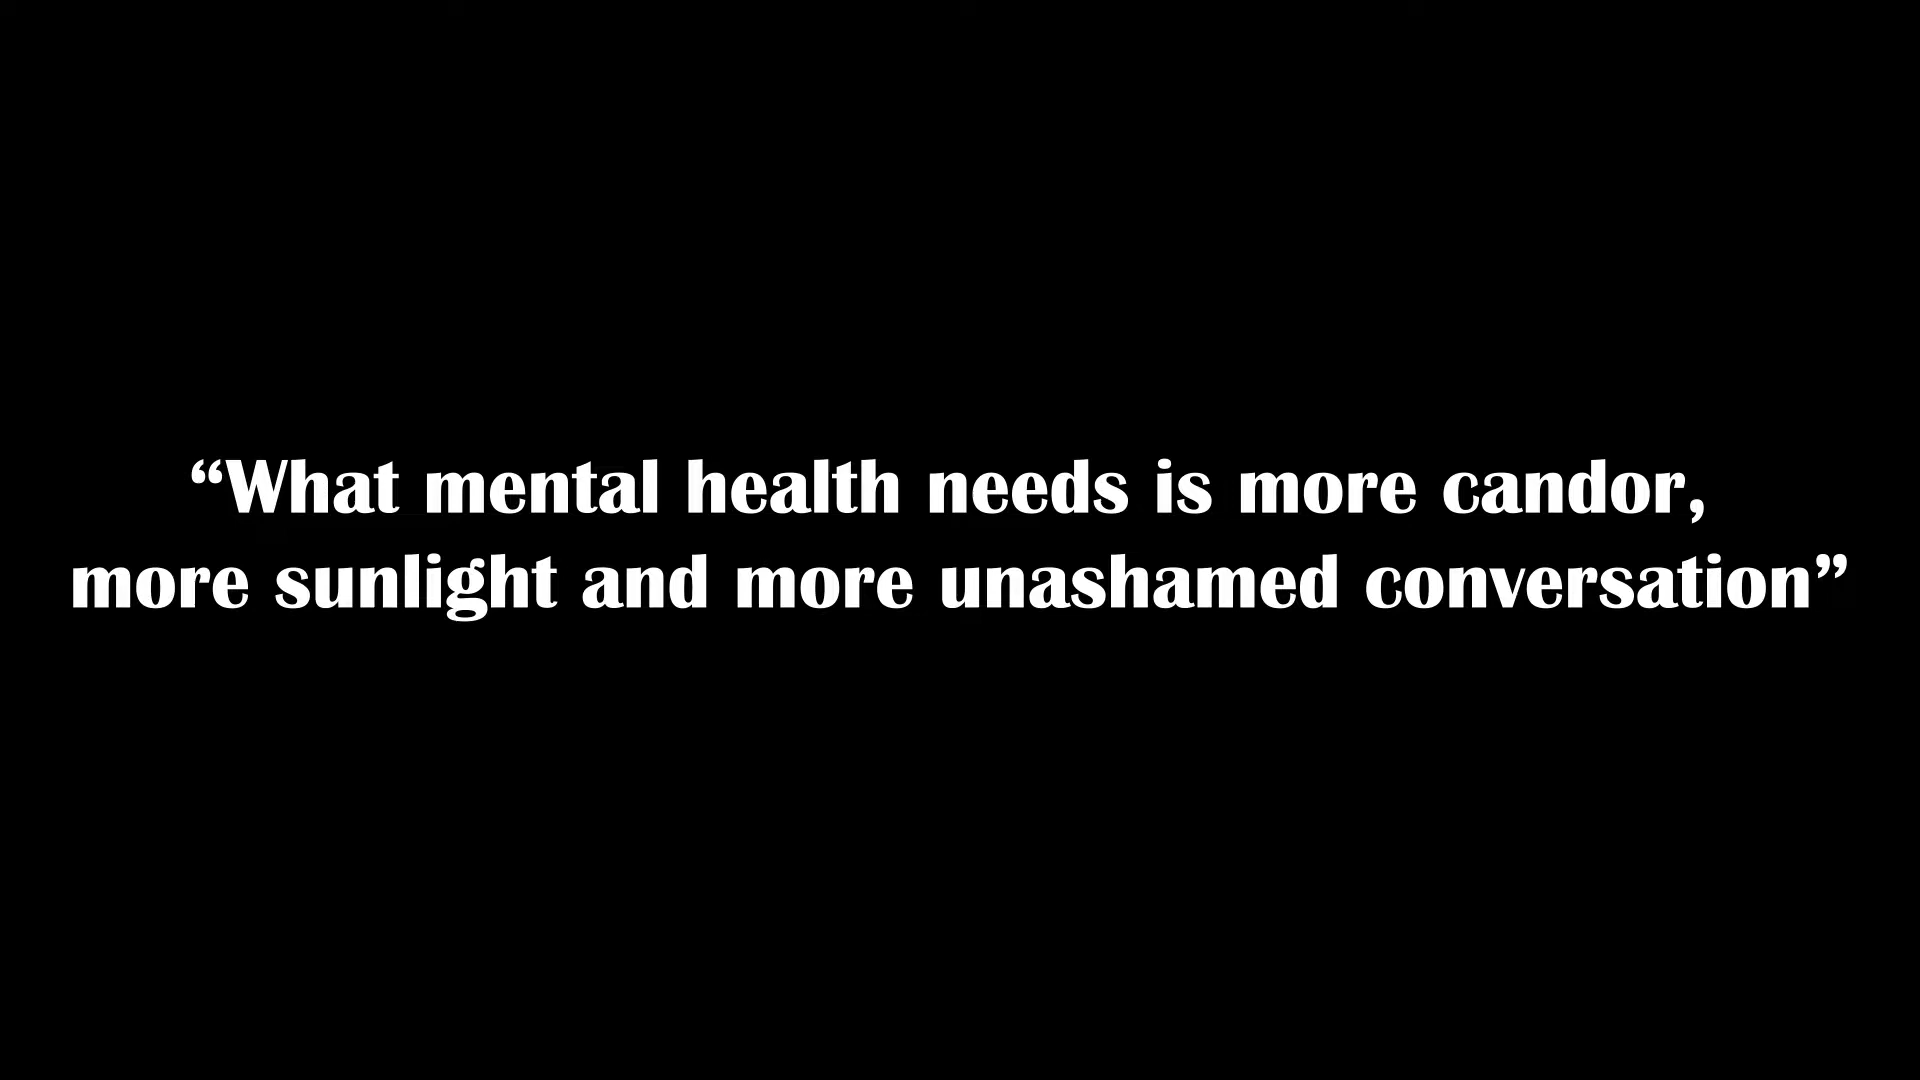 “What mental health needs is more candor,
more sunlight and more unashamed conversation”